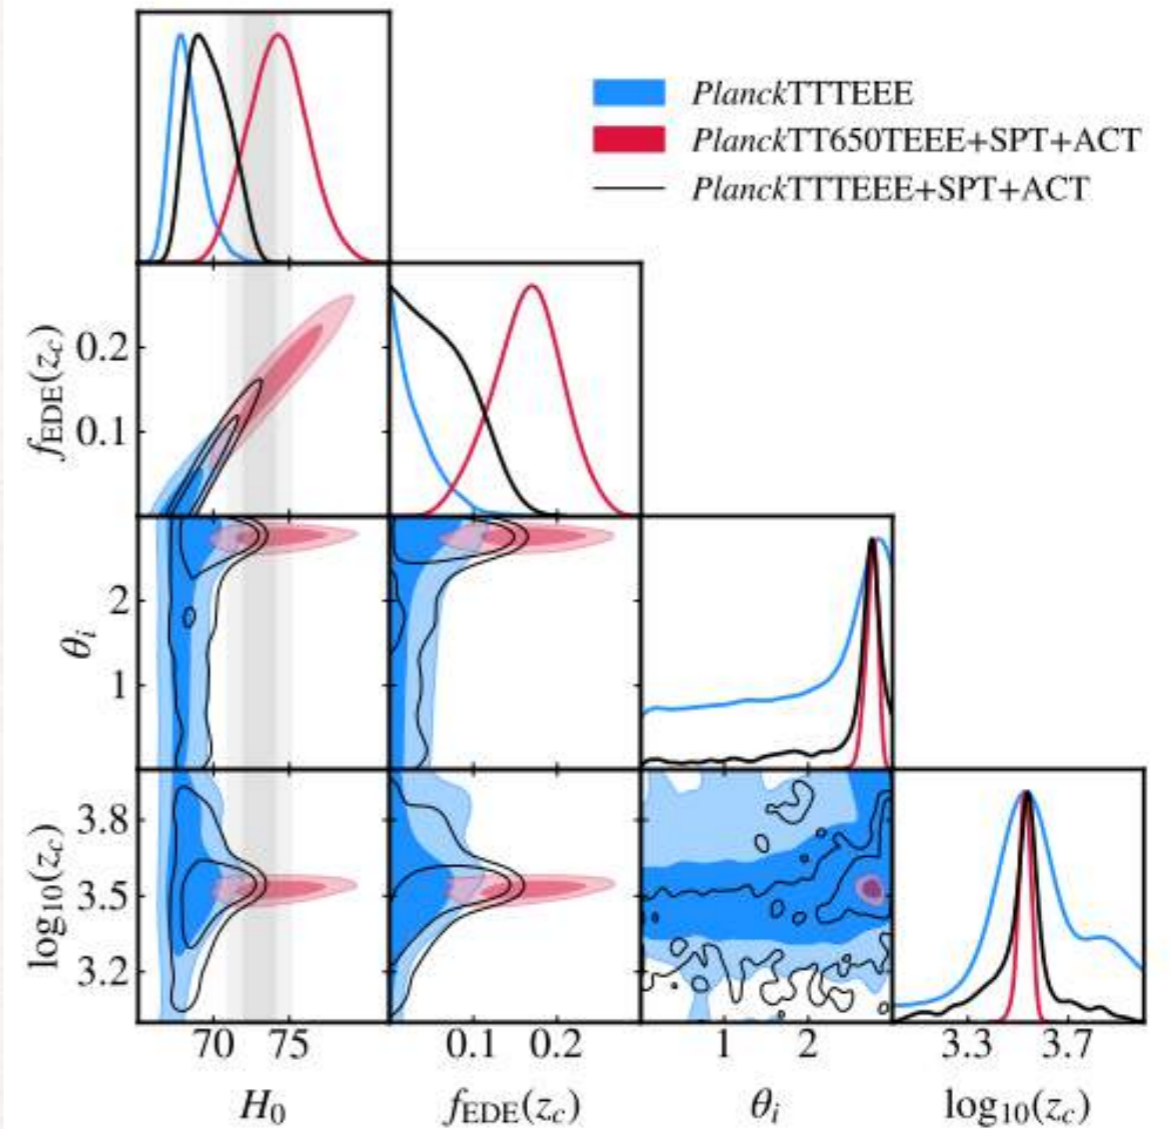 PlanckTTTEEE
PlanckTT650TEEE+SPT+ACT
PlanckTTTEEE+SPT+ACT
f_EDE(z_c)
0.2
0.1
θ_i
2
1
log₁₀(z_c)
3.8
3.5
3.2
70 75 0.1 0.2 1 2 3.3 3.7
H₀ f_EDE(z_c) θ_i log₁₀(z_c)